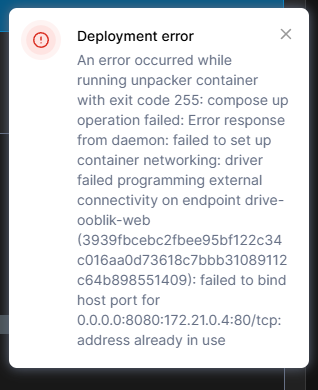 Deployment error
An error occurred while
running unpacker container
with exit code 255: compose up
operation failed: Error response
from daemon: failed to set up
container networking: driver
failed programming external
connectivity on endpoint drive-
ooblik-web
(3939fbcebc2fbee95bf122c34
c016aa0d73618c7bbb31089112
c64b898551409): failed to bind
host port for
0.0.0.0:8080:172.21.0.4:80/tcp:
address already in use